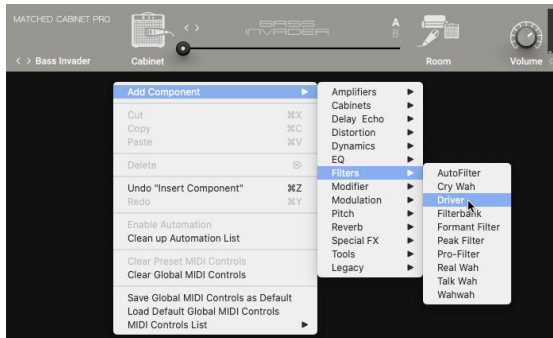 MATCHED CABINET PRO
BASS
INVADER
A
B
< > Bass Invader
Cabinet
Room
Volume
Add Component
Cut ⌘X
Copy ⌘C
Paste ⌘V
Delete
Undo "Insert Component" ⌘Z
Redo ⌘Y
Enable Automation
Clean up Automation List
Clear Preset MIDI Controls
Clear Global MIDI Controls
Save Global MIDI Controls as Default
Load Default Global MIDI Controls
MIDI Controls List
Amplifiers
Cabinets
Delay Echo
Distortion
Dynamics
EQ
Filters
Modifier
Modulation
Pitch
Reverb
Special FX
Tools
Legacy
AutoFilter
Cry Wah
Driver
Filterbank
Formant Filter
Peak Filter
Pro-Filter
Real Wah
Talk Wah
Wahwah